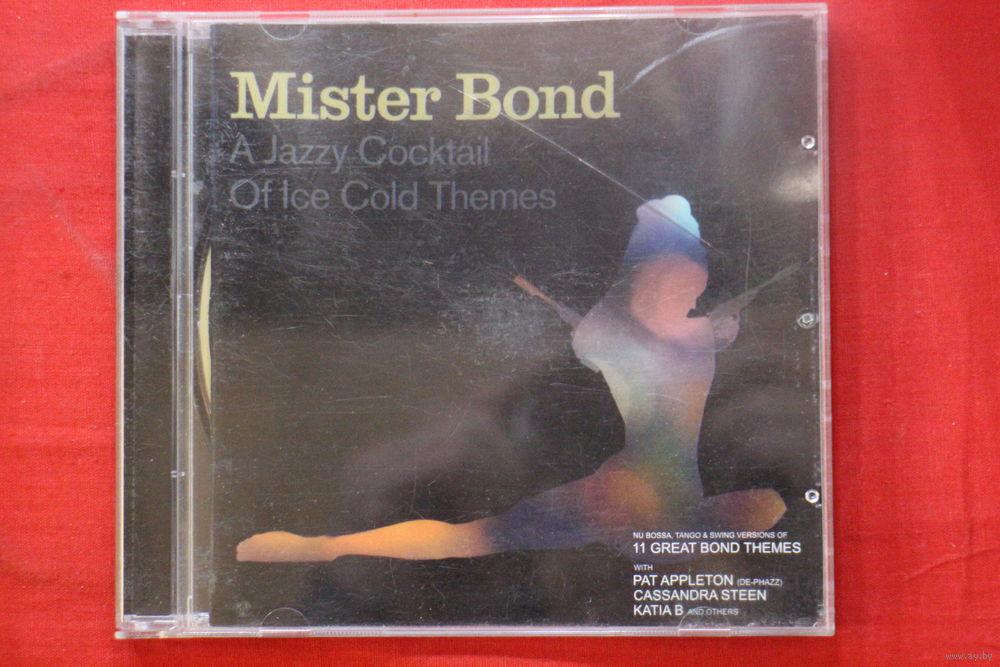 Mister Bond
A Jazzy Cocktail
Of Ice Cold Themes
NU BOSSA, TANGO & SWING VERSIONS OF
11 GREAT BOND THEMES
WITH
PAT APPLETON (DE-PHAZZ)
CASSANDRA STEEN
KATIA B AND OTHERS
www.ay.by